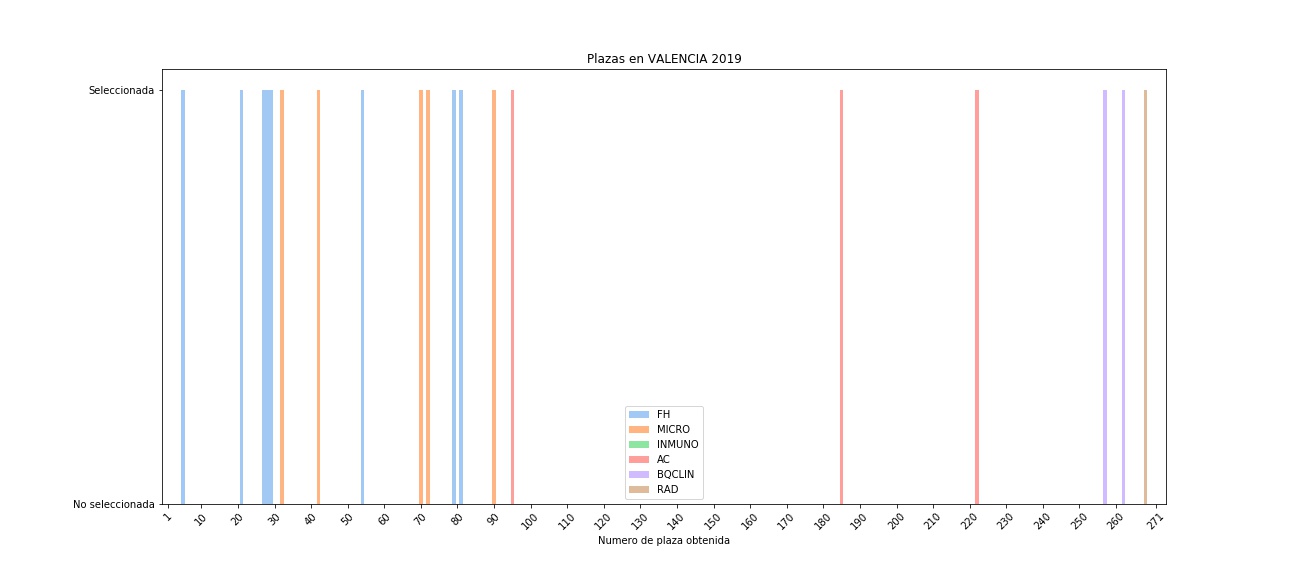 Plazas en VALENCIA 2019
Seleccionada
No seleccionada
FH
MICRO
INMUNO
AC
BQCLIN
RAD
1 10 20 30 40 50 60 70 80 90 100 110 120 130 140 150 160 170 180 190 200 210 220 230 240 250 260 271
Numero de plaza obtenida